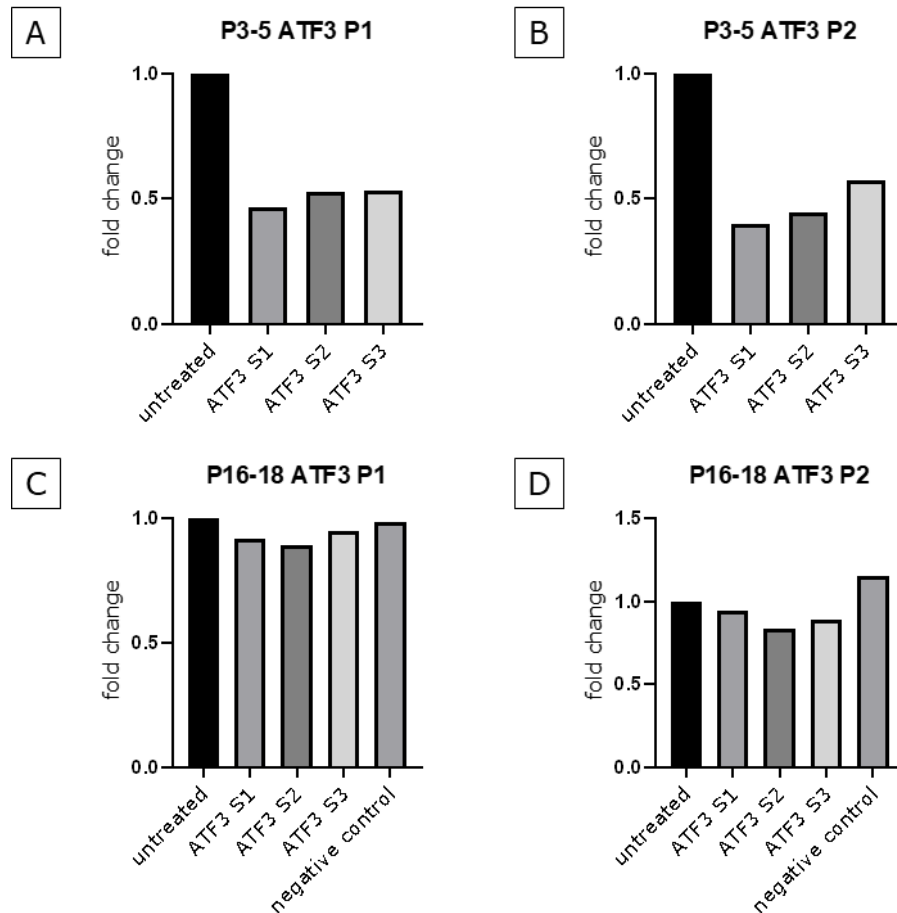 A
P3-5 ATF3 P1
fold change
1.0
0.5
0.0
untreated
ATF3 S1
ATF3 S2
ATF3 S3
B
P3-5 ATF3 P2
fold change
1.0
0.5
0.0
untreated
ATF3 S1
ATF3 S2
ATF3 S3
C
P16-18 ATF3 P1
fold change
1.0
0.5
0.0
untreated
ATF3 S1
ATF3 S2
ATF3 S3
negative control
D
P16-18 ATF3 P2
fold change
1.5
1.0
0.5
0.0
untreated
ATF3 S1
ATF3 S2
ATF3 S3
negative control